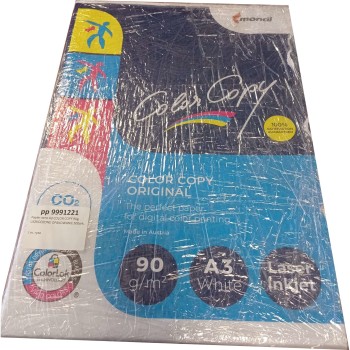 mondi
Color Copy
COLOR COPY
ORIGINAL
The perfect paper
for digital color printing
Made in Austria
CO2
pp 9991221
ColorLok
90
g/m²
A3
White
Laser
Inkjet